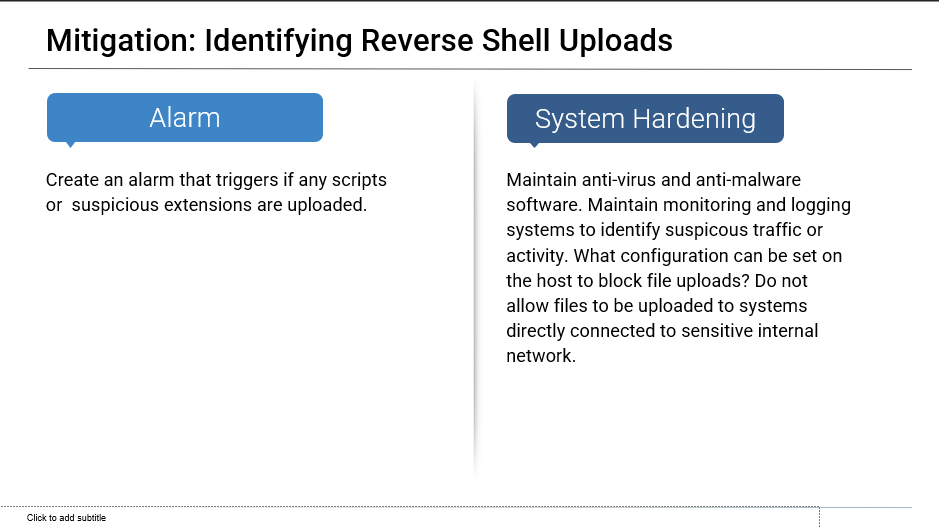 Mitigation: Identifying Reverse Shell Uploads
Alarm
Create an alarm that triggers if any scripts
or  suspicious extensions are uploaded.
System Hardening
Maintain anti-virus and anti-malware
software. Maintain monitoring and logging
systems to identify suspicous traffic or
activity. What configuration can be set on
the host to block file uploads? Do not
allow files to be uploaded to systems
directly connected to sensitive internal
network.
Click to add subtitle